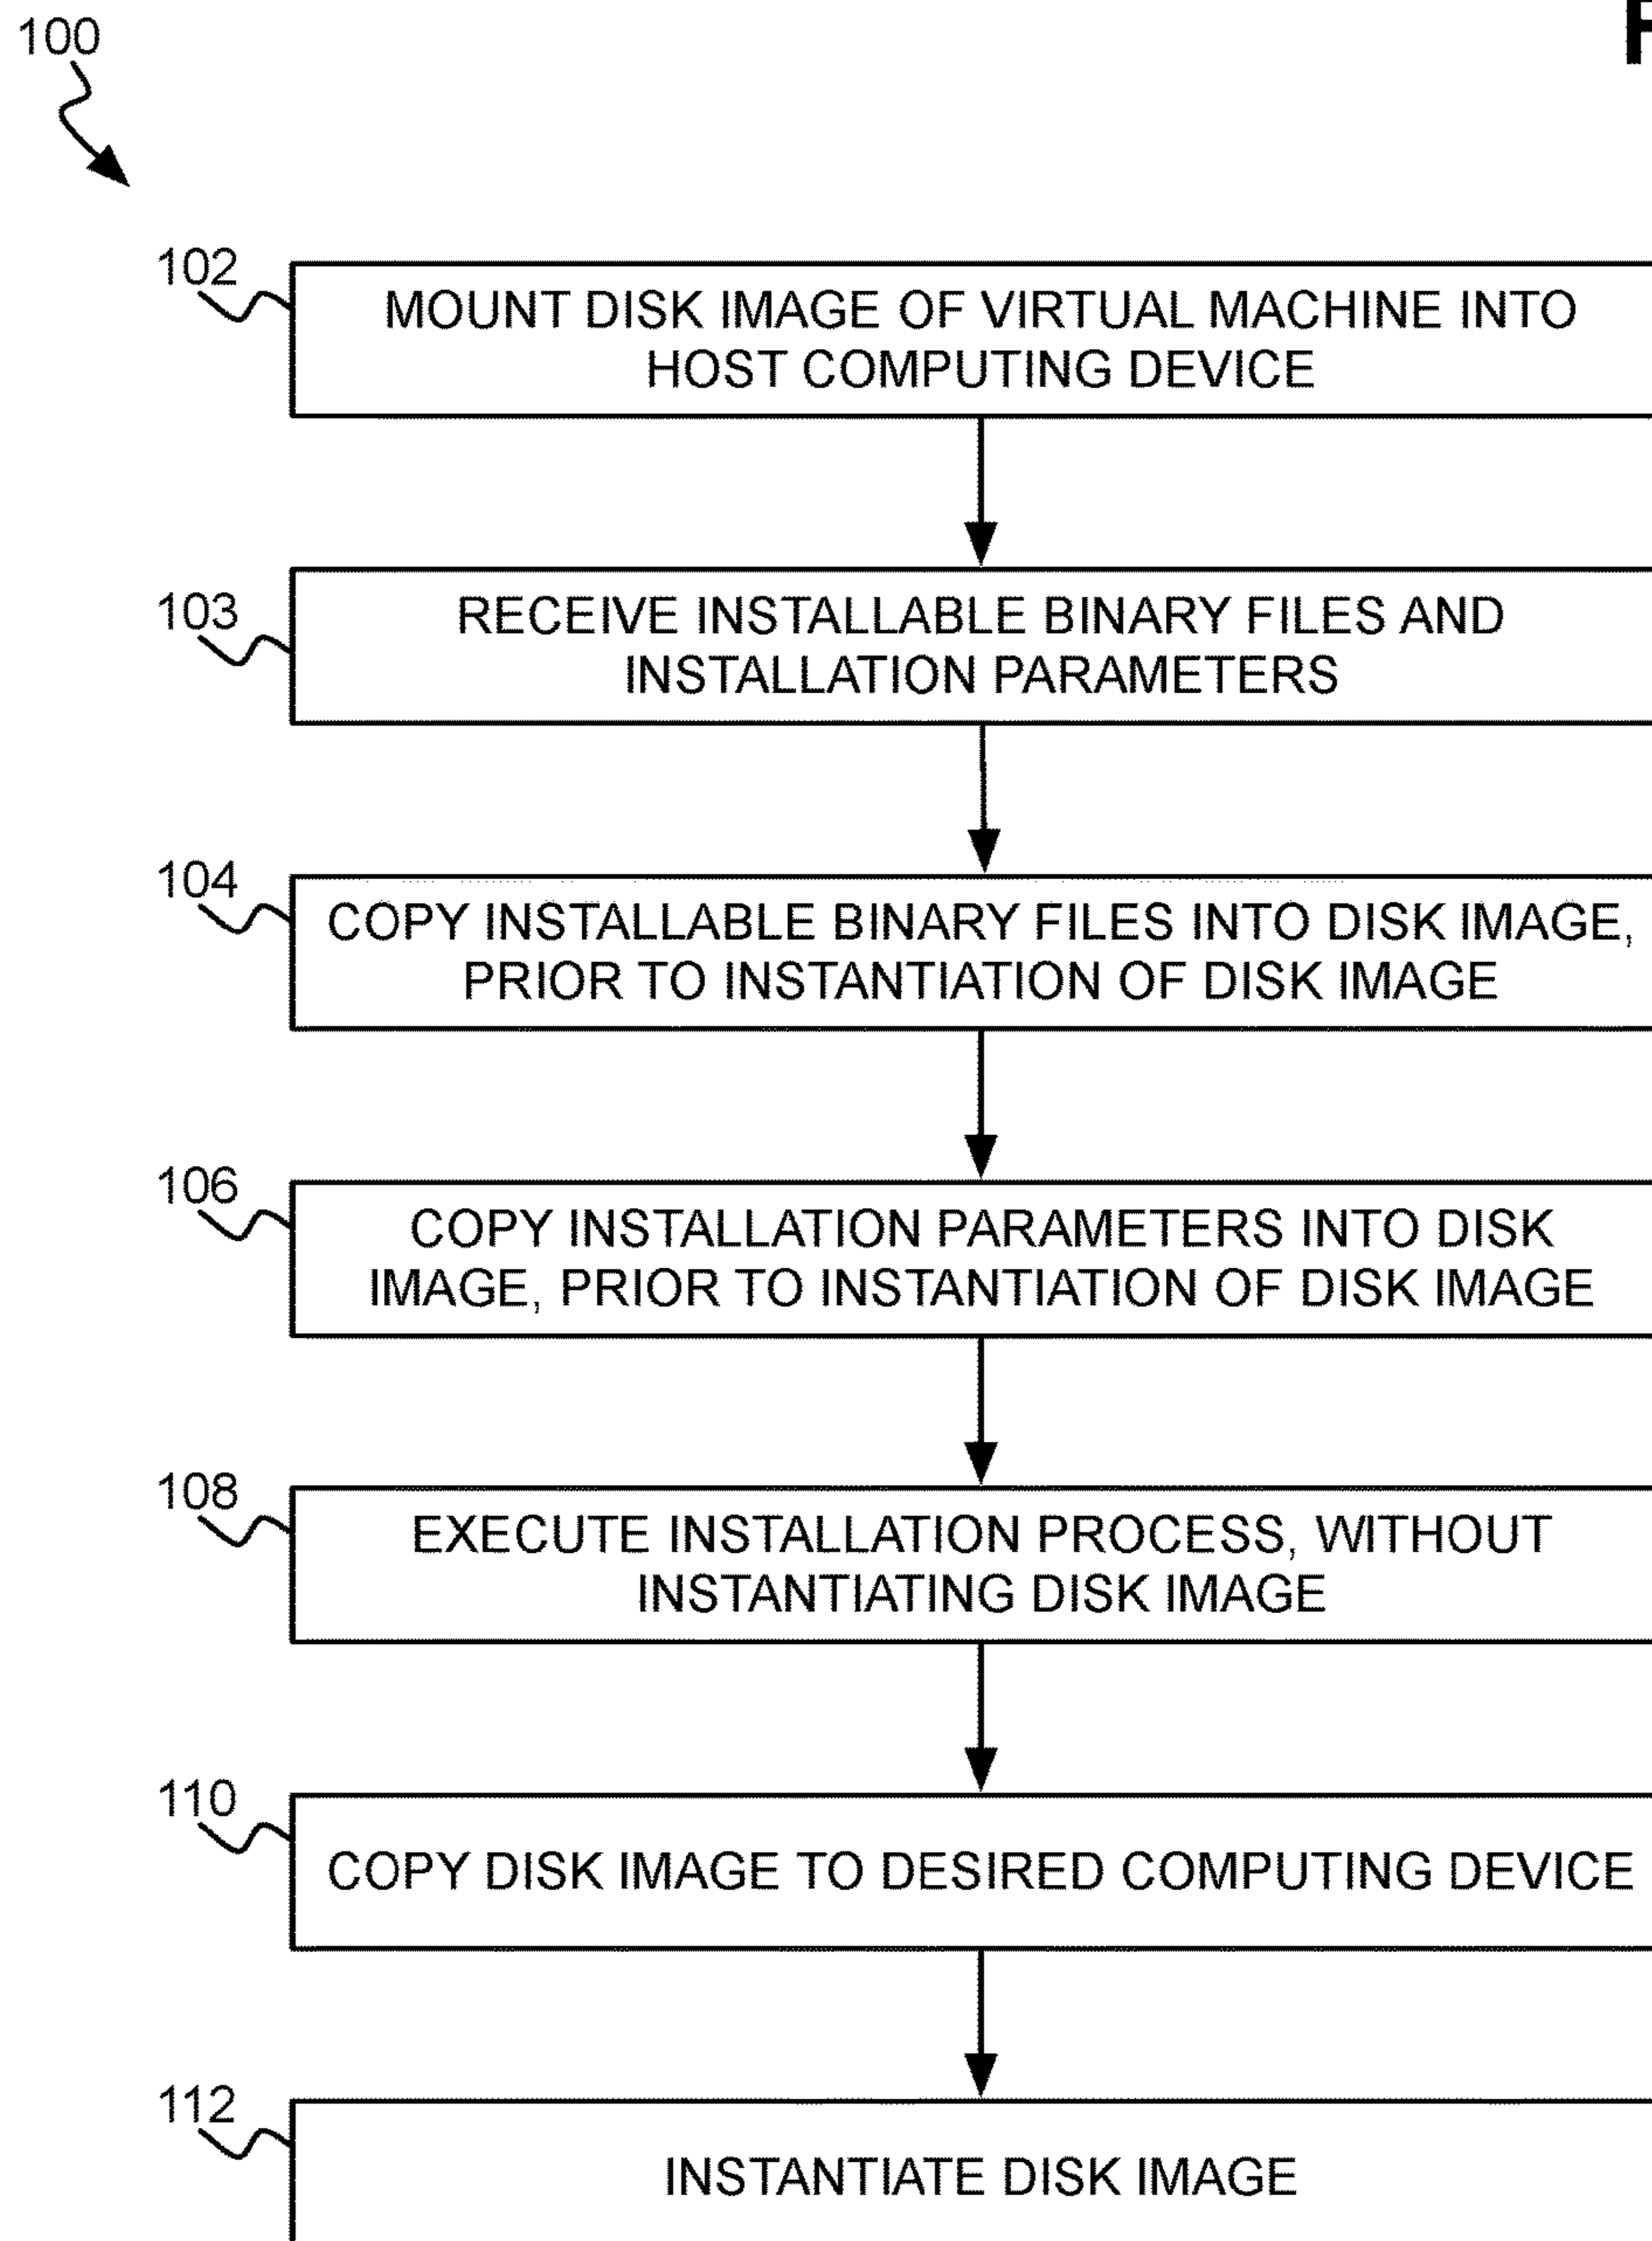 100
102
MOUNT DISK IMAGE OF VIRTUAL MACHINE INTO
HOST COMPUTING DEVICE
103
RECEIVE INSTALLABLE BINARY FILES AND
INSTALLATION PARAMETERS
104
COPY INSTALLABLE BINARY FILES INTO DISK IMAGE,
PRIOR TO INSTANTIATION OF DISK IMAGE
106
COPY INSTALLATION PARAMETERS INTO DISK
IMAGE, PRIOR TO INSTANTIATION OF DISK IMAGE
108
EXECUTE INSTALLATION PROCESS, WITHOUT
INSTANTIATING DISK IMAGE
110
COPY DISK IMAGE TO DESIRED COMPUTING DEVICE
112
INSTANTIATE DISK IMAGE